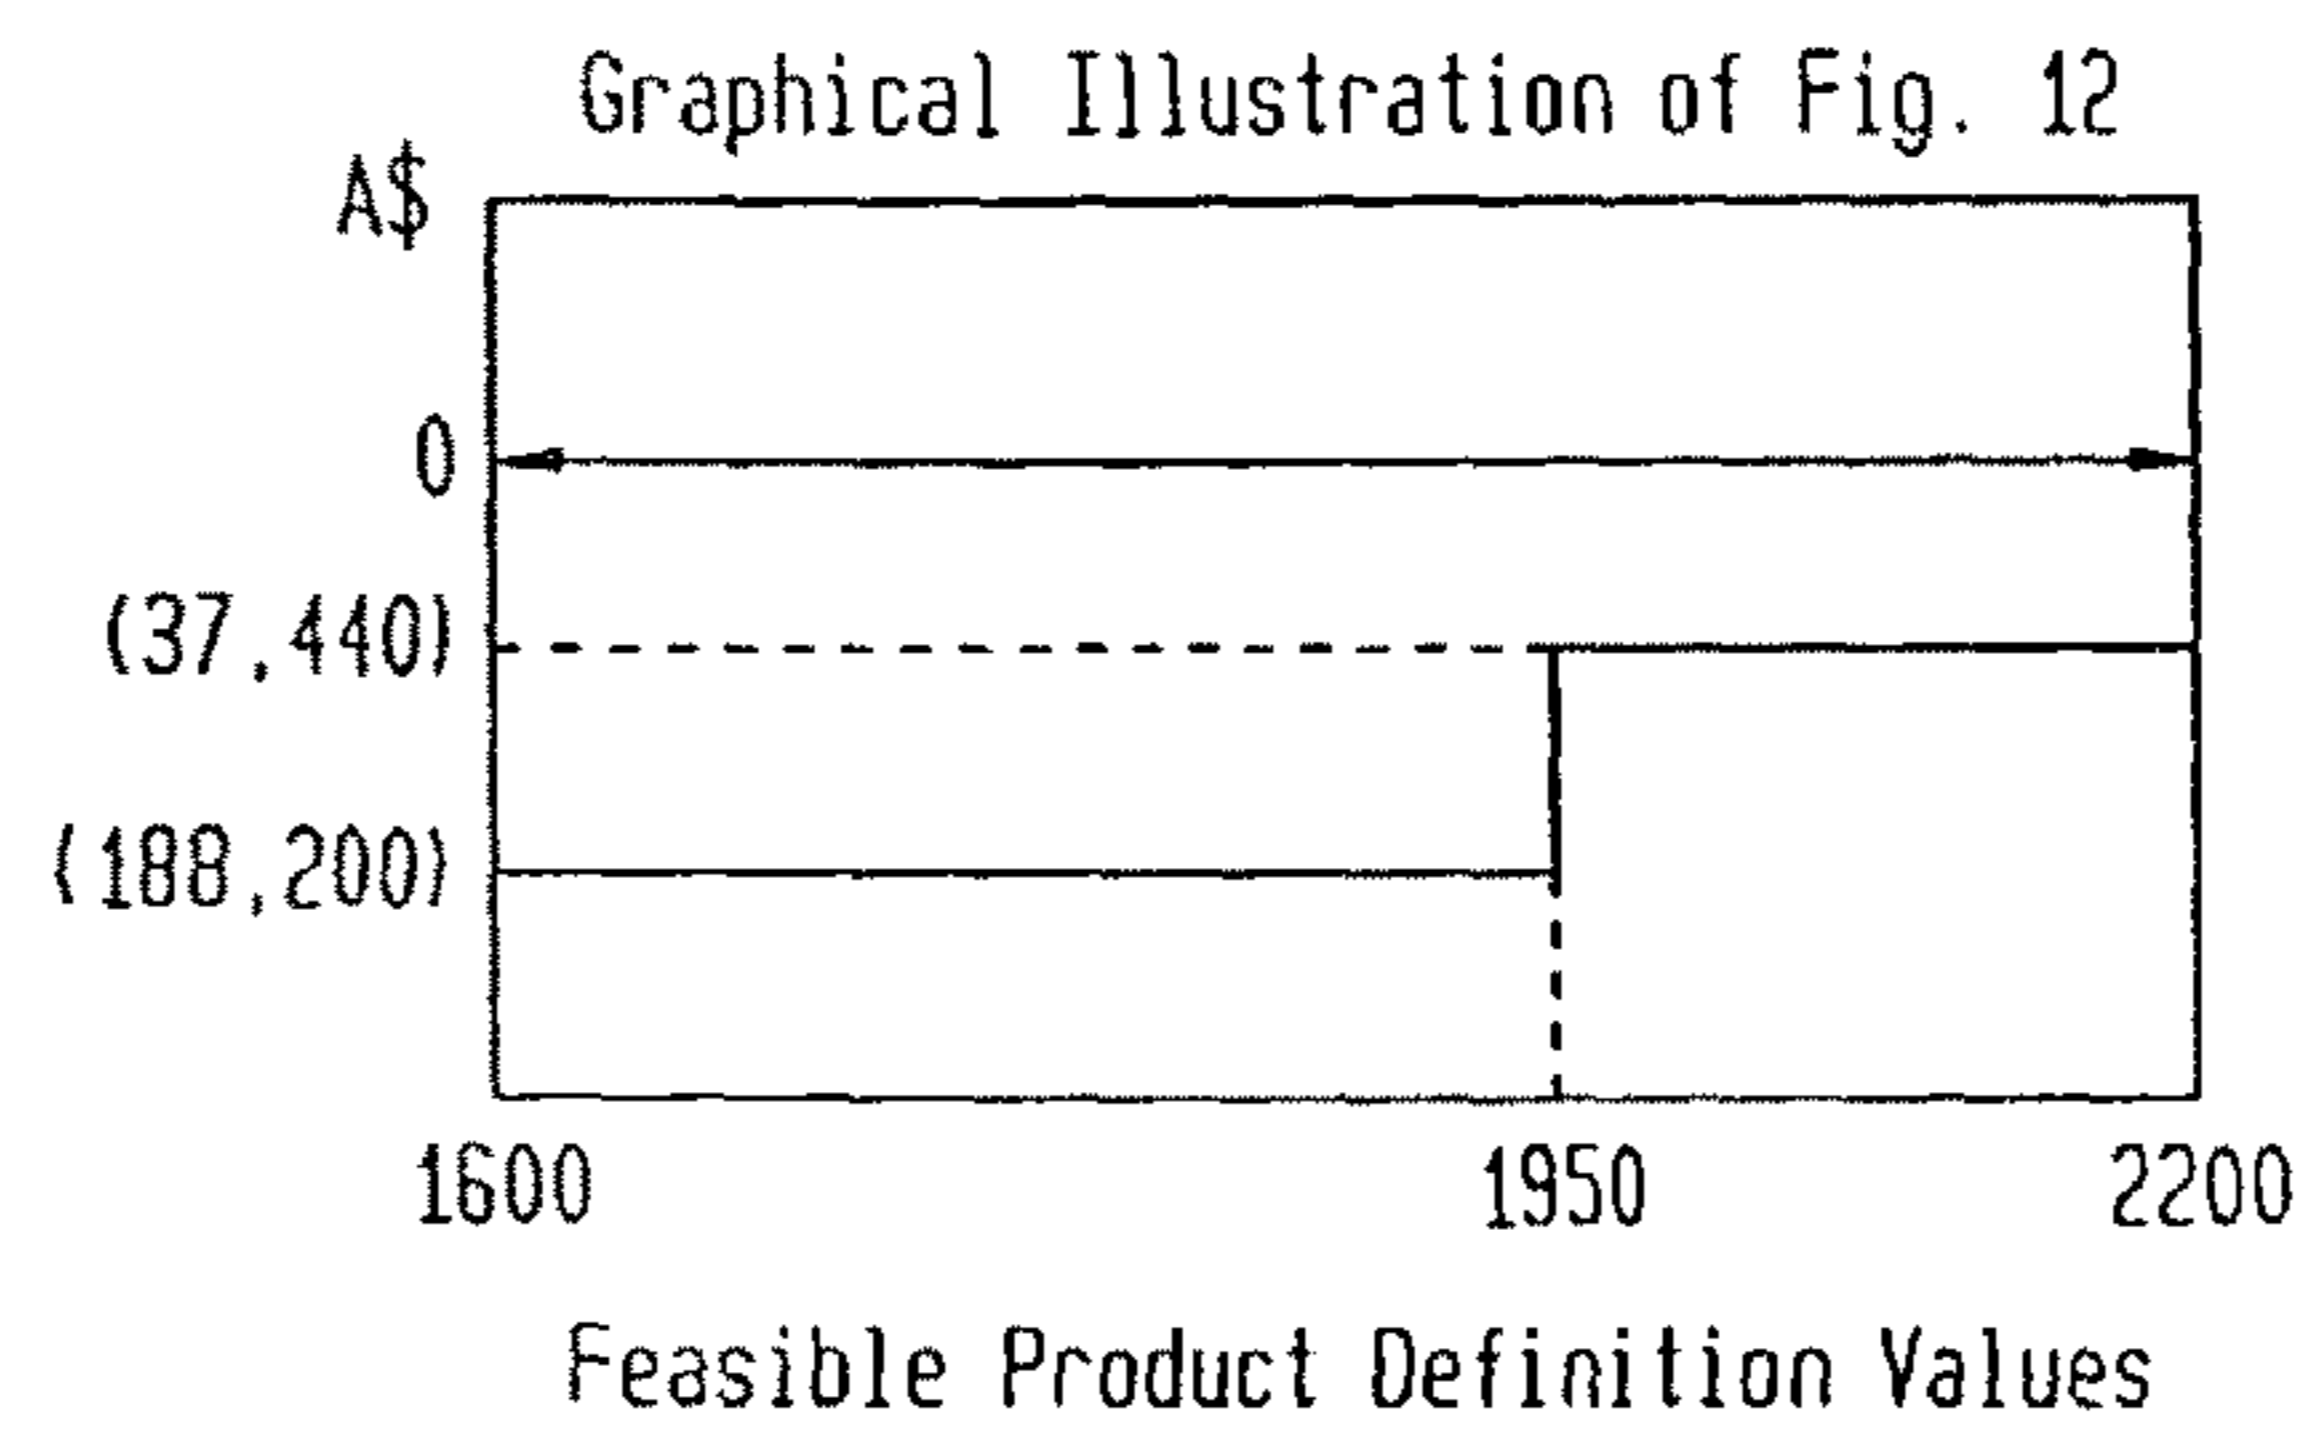 Graphical Illustration of Fig. 12
A$
0
(37,440)
(188,200)
1600 1950 2200
Feasible Product Definition Values